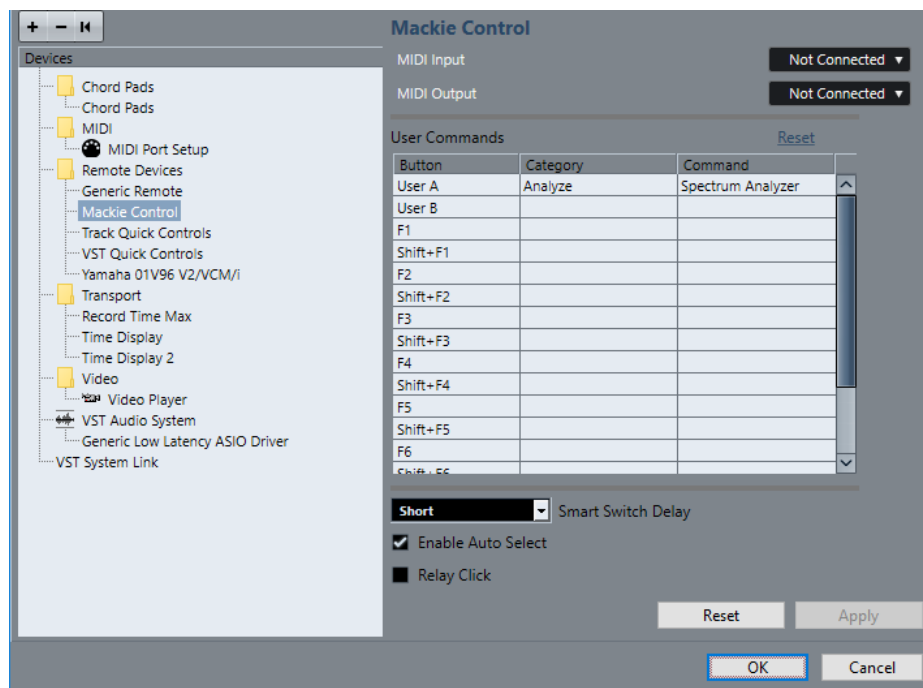 Mackie Control
Devices
MIDI Input Not Connected
MIDI Output Not Connected
Chord Pads
Chord Pads
MIDI
MIDI Port Setup
Remote Devices
Generic Remote
Mackie Control
Track Quick Controls
VST Quick Controls
Yamaha 01V96 V2/VCM/i
Transport
Record Time Max
Time Display
Time Display 2
Video
Video Player
VST Audio System
Generic Low Latency ASIO Driver
VST System Link
User Commands Reset
Button Category Command
User A Analyze Spectrum Analyzer
User B
F1
Shift+F1
F2
Shift+F2
F3
Shift+F3
F4
Shift+F4
F5
Shift+F5
F6
Shift+F6
Short Smart Switch Delay
Enable Auto Select
Relay Click
Reset Apply
OK Cancel